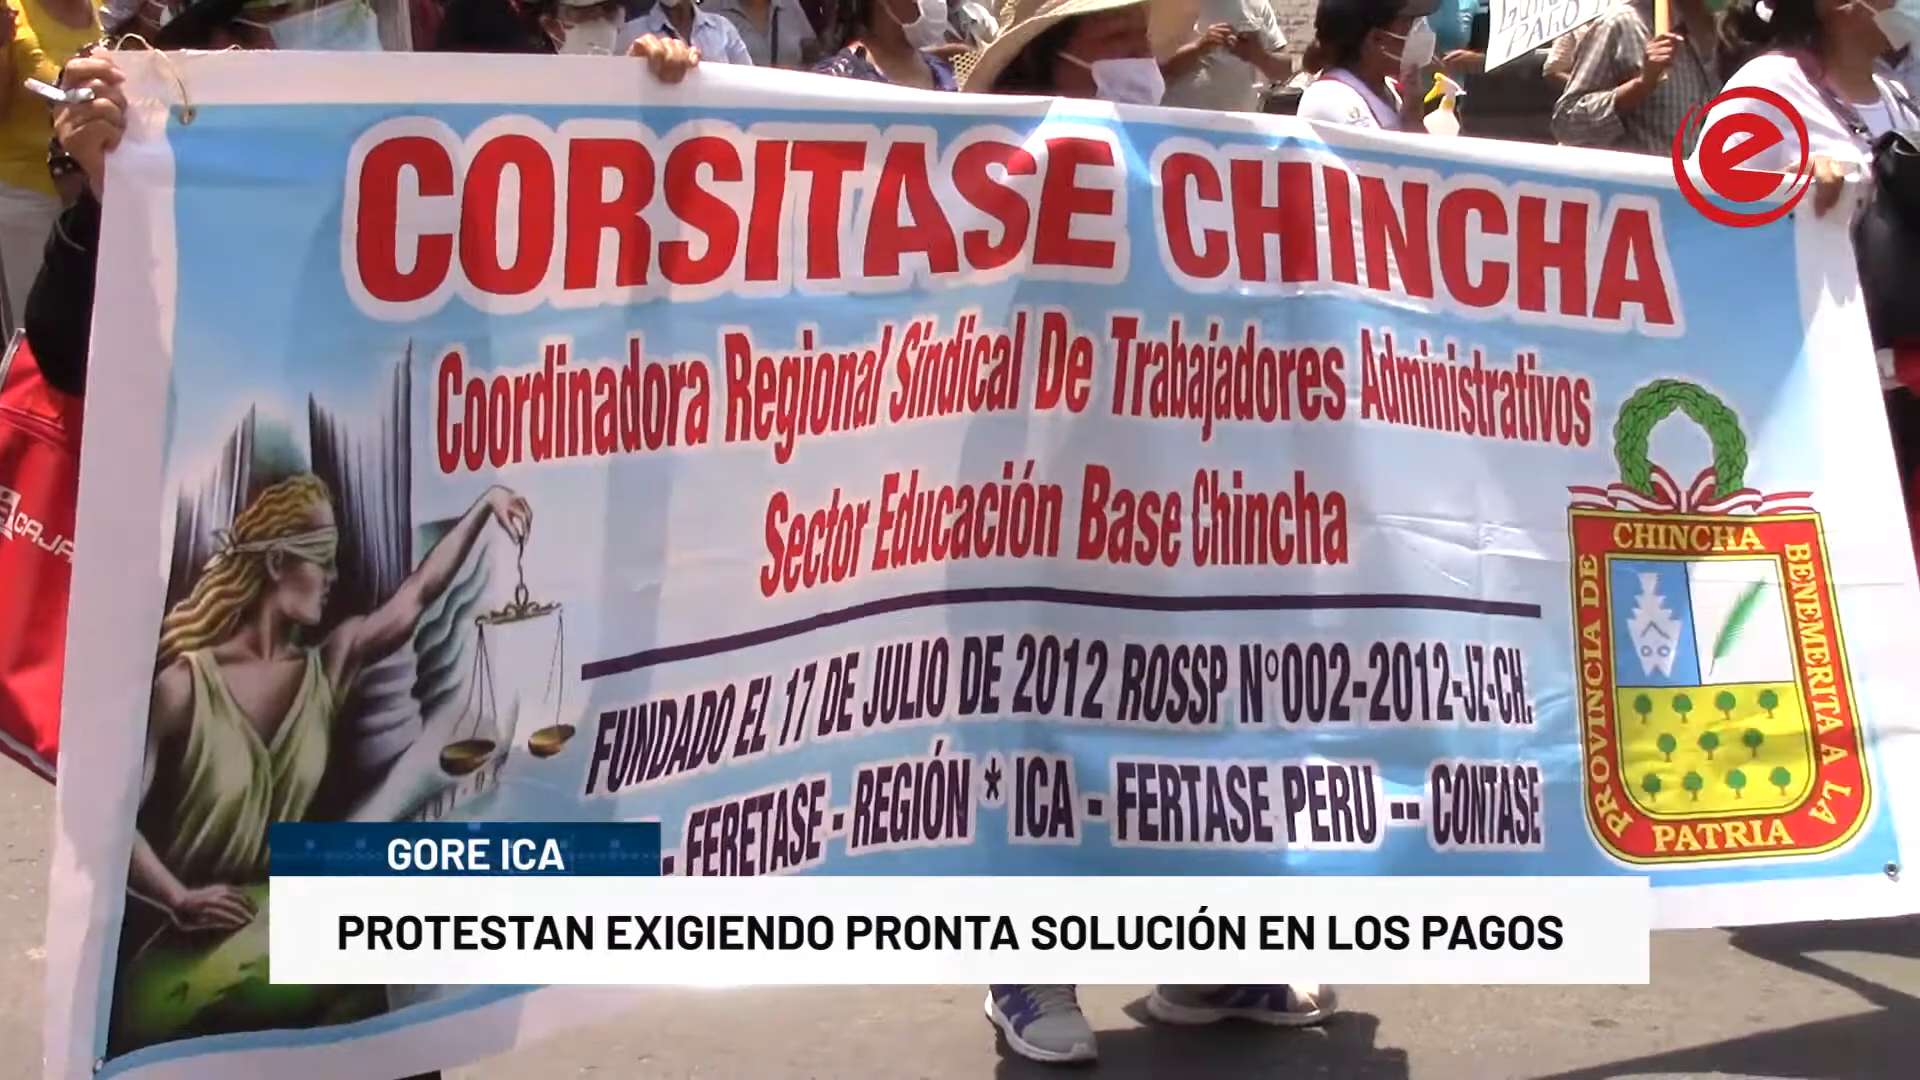 CORSITASE CHINCHA
Coordinadora Regional Sindical De Trabajadores Administrativos
Sector Educación Base Chincha
FUNDADO EL 17 DE JULIO DE 2012 ROSSP N°002-2012-JZ-CH.
- FERETASE - REGIÓN * ICA - FERTASE PERU -- CONTASE
CHINCHA
PROVINCIA DE
BENEMERITA A LA
PATRIA
PARO
CAJA
e
GORE ICA
PROTESTAN EXIGIENDO PRONTA SOLUCIÓN EN LOS PAGOS